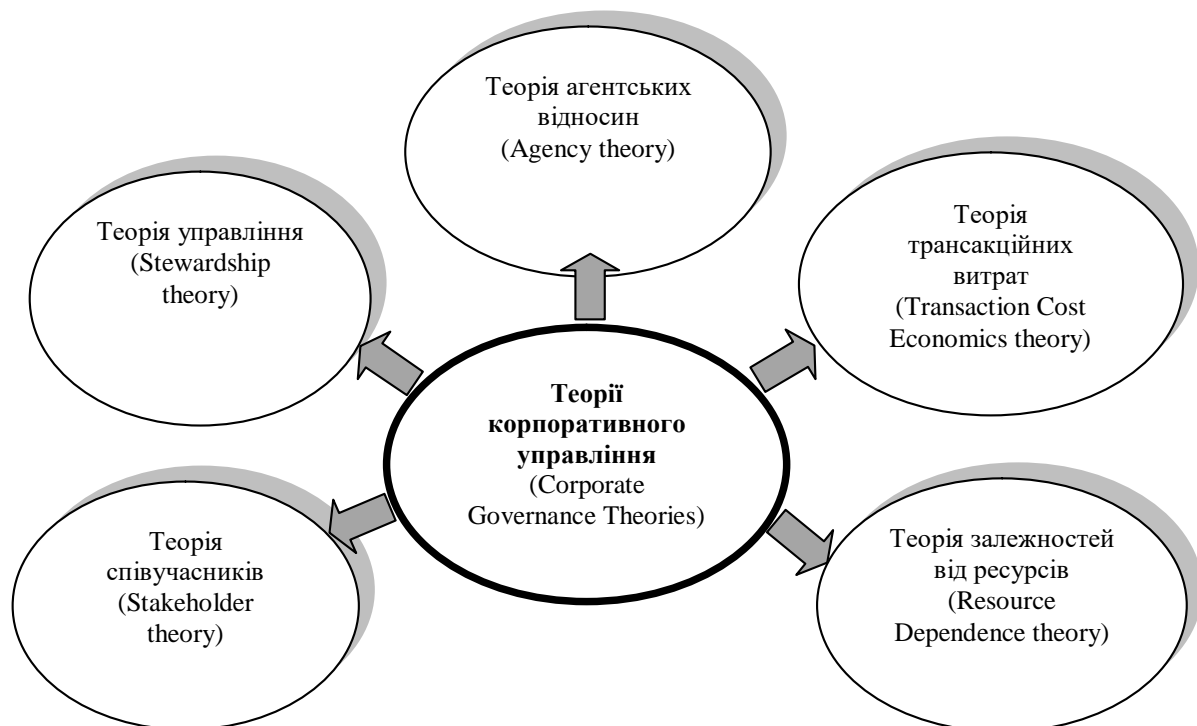 Теорія агентських
відносин
(Agency theory)
Теорія управління
(Stewardship
theory)
Теорія
трансакційних
витрат
(Transaction Cost
Economics theory)
Теорії
корпоративного
управління
(Corporate
Governance Theories)
Теорія
співучасників
(Stakeholder
theory)
Теорія залежностей
від ресурсів
(Resource
Dependence theory)